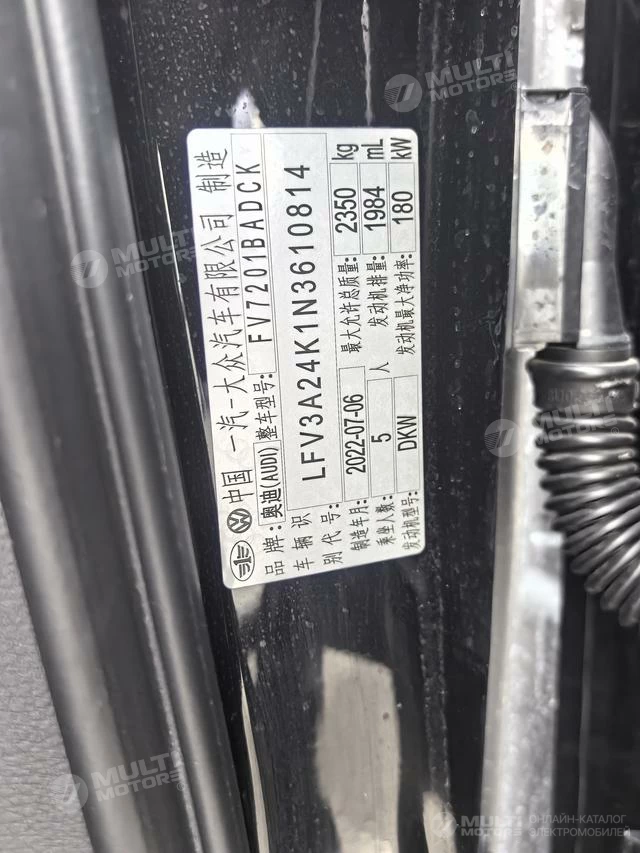 中国 一汽-大众汽车有限公司 制造
品牌: 奥迪(AUDI) 整车型号: FV7201BADCK
车辆识别代号: LFV3A24K1N3610814
制造年月: 2022-07-06 最大允许总质量: 2350 kg
乘坐人数: 5 人 发动机排量: 1984 mL
发动机型号: DKW 发动机最大净功率: 180 kW
MULTI
MOTORS
MULTI
MOTORS
MULTI
MOTORS
MULTI
MOTORS
ОНЛАЙН-КАТАЛОГ
ЭЛЕКТРОМОБИЛЕЙ